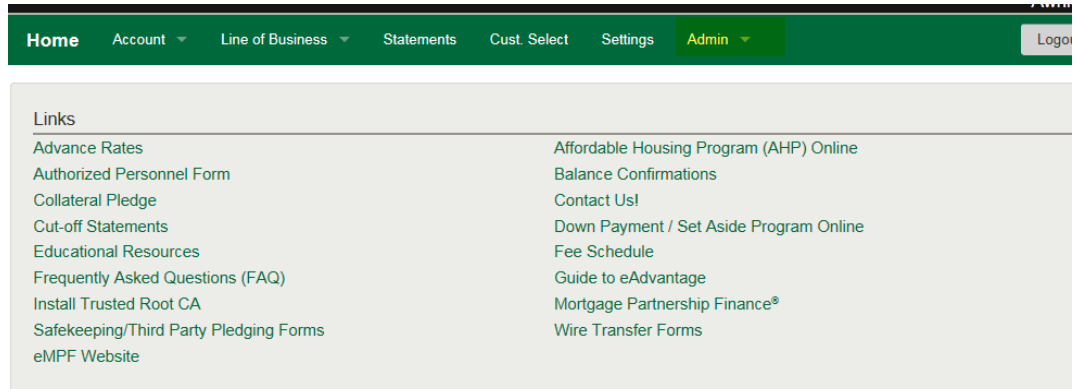 Home Account Line of Business Statements Cust. Select Settings Admin
Links
Advance Rates
Authorized Personnel Form
Collateral Pledge
Cut-off Statements
Educational Resources
Frequently Asked Questions (FAQ)
Install Trusted Root CA
Safekeeping/Third Party Pledging Forms
eMPF Website
Affordable Housing Program (AHP) Online
Balance Confirmations
Contact Us!
Down Payment / Set Aside Program Online
Fee Schedule
Guide to eAdvantage
Mortgage Partnership Finance®
Wire Transfer Forms